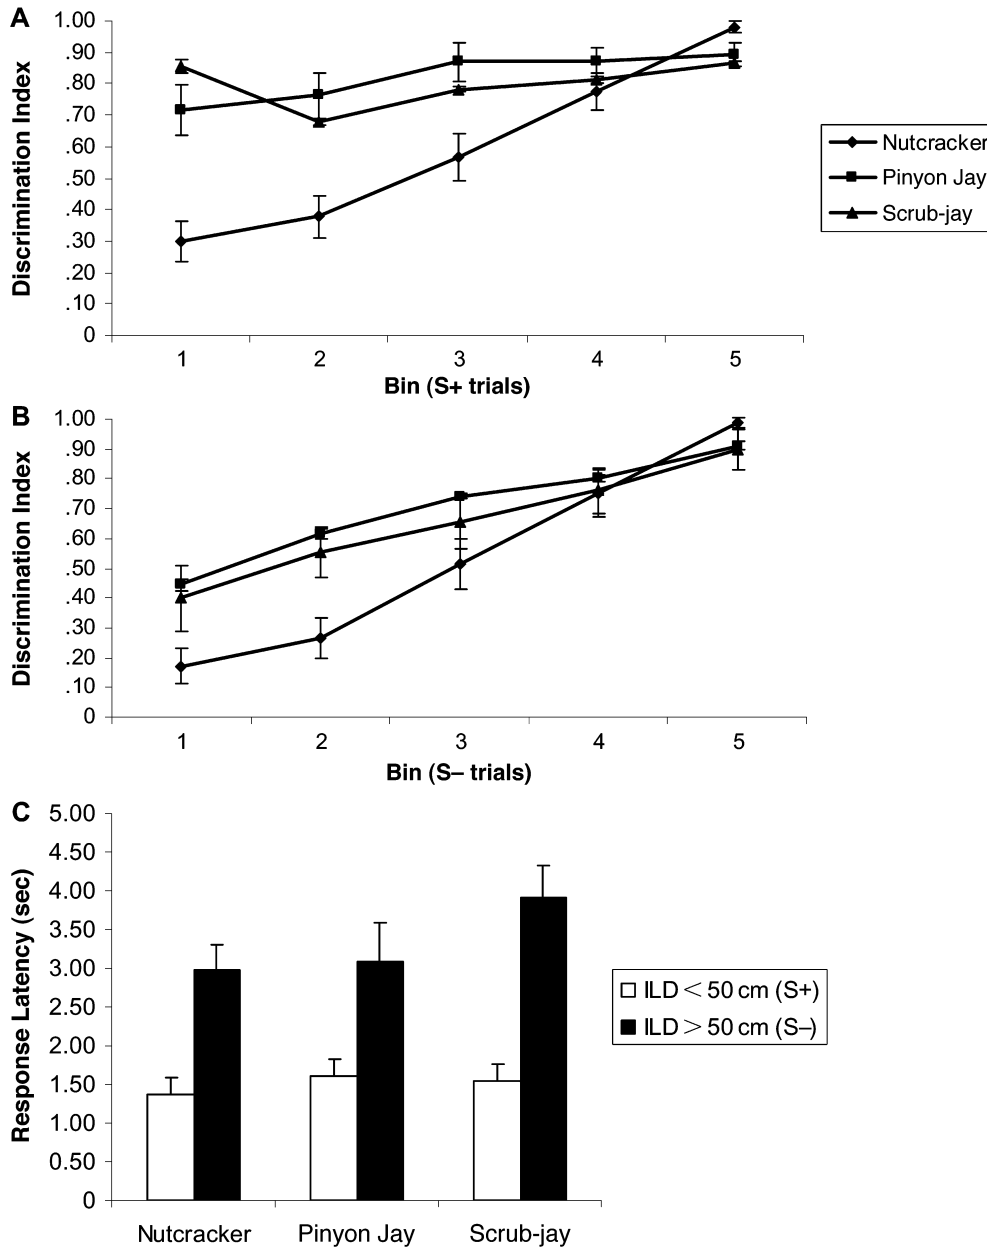 A
Discrimination Index
1.00
.90
.80
.70
.60
.50
.40
.30
.20
.10
0
1 2 3 4 5
Bin (S+ trials)
Nutcracker
Pinyon Jay
Scrub-jay
B
Discrimination Index
1.00
.90
.80
.70
.60
.50
.40
.30
.20
.10
0
1 2 3 4 5
Bin (S– trials)
C
Response Latency (sec)
5.00
4.50
4.00
3.50
3.00
2.50
2.00
1.50
1.00
0.50
0
Nutcracker Pinyon Jay Scrub-jay
ILD < 50 cm (S+)
ILD > 50 cm (S–)